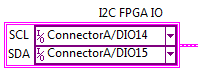 I2C FPGA IO
SCL I/O ConnectorA/DIO14
SDA I/O ConnectorA/DIO15